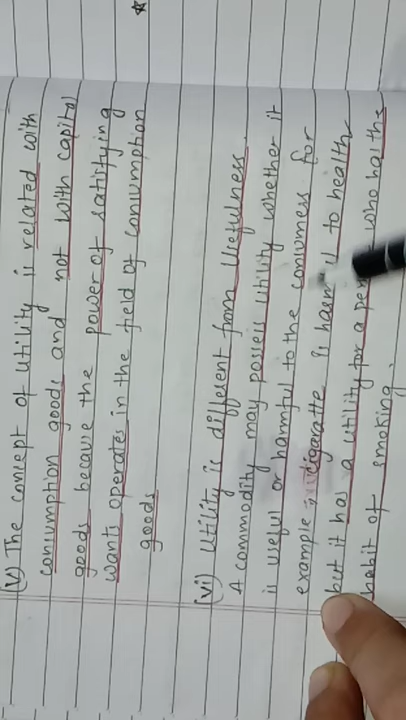 (v) The concept of utility is related with
consumption goods and not with capital
goods because the power of satisfying
wants operates in the field of consumption
goods
(vi) Utility is different from Usefulness.
A commodity may possess utility whether it
is useful or harmful to the consumers for
example, cigarette is harmful to health
but it has a utility for a person who has the
habit of smoking.